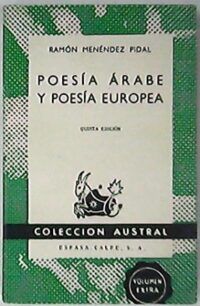 RAMÓN MENÉNDEZ PIDAL
POESÍA ÁRABE
Y POESÍA EUROPEA
QUINTA EDICIÓN
COLECCION AUSTRAL
ESPASA-CALPE, S. A.
VOLUMEN
EXTRA